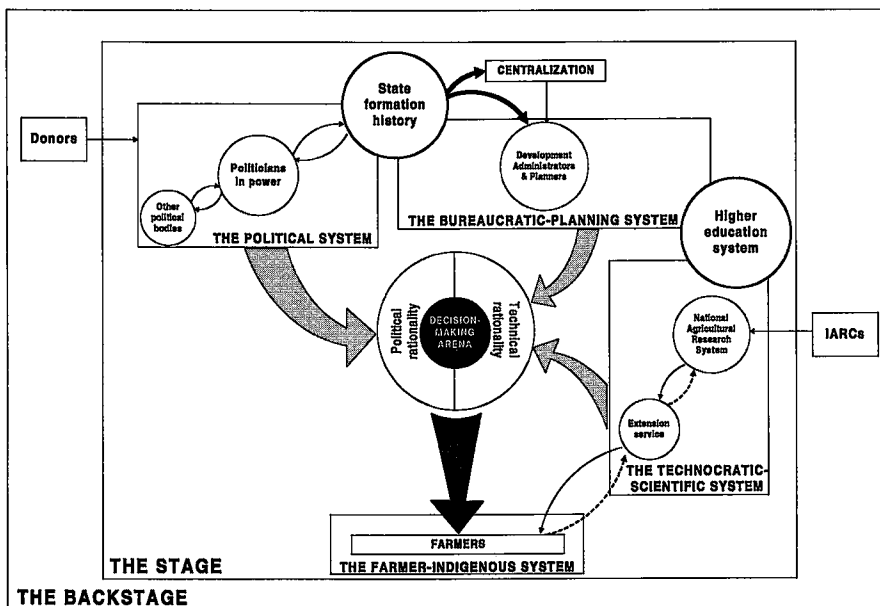 State
formation
history
CENTRALIZATION
Donors
Politicians
in power
Other
political
bodies
THE POLITICAL SYSTEM
Development
Administrators
& Planners
THE BUREAUCRATIC-PLANNING SYSTEM
Higher
education
system
Political
rationality
DECISION-
MAKING
ARENA
Technical
rationality
National
Agricultural
Research
System
IARCs
Extension
service
THE TECHNOCRATIC-
SCIENTIFIC SYSTEM
FARMERS
THE FARMER-INDIGENOUS SYSTEM
THE STAGE
THE BACKSTAGE